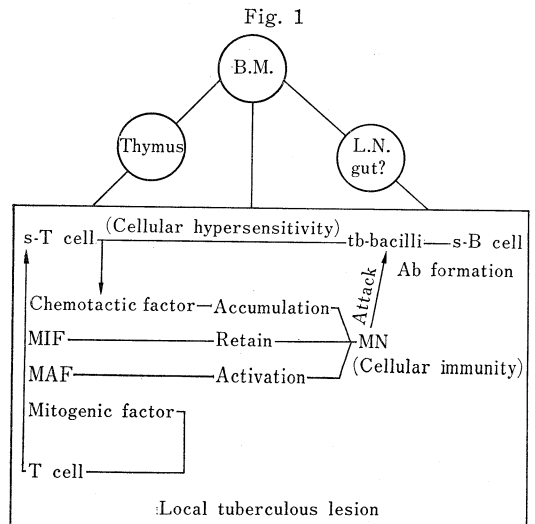 Fig. 1
B.M.
Thymus
L.N.
gut?
(Cellular hypersensitivity)
s-T cell
tb-bacilli
s-B cell
Ab formation
Attack
Chemotactic factor
Accumulation
MIF
Retain
MN
(Cellular immunity)
MAF
Activation
Mitogenic factor
T cell
Local tuberculous lesion